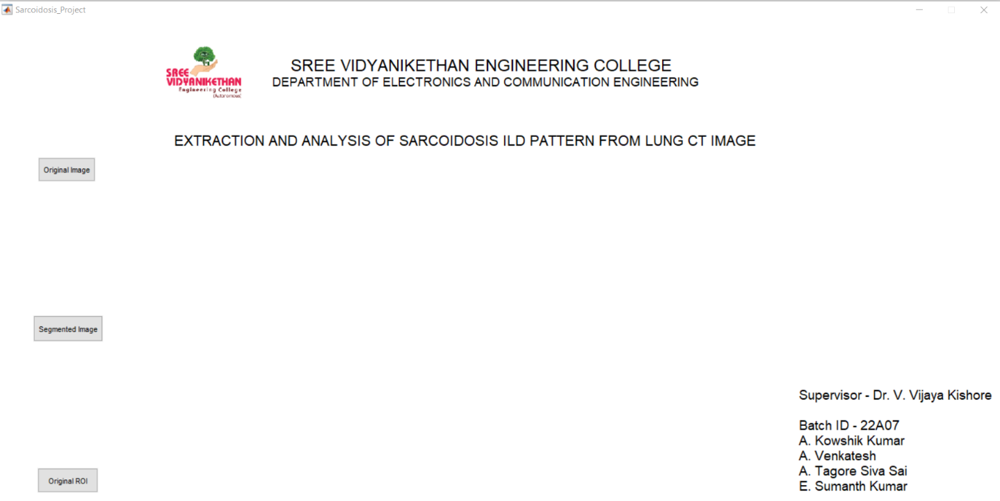 Sarcoidosis_Project
SREE
VIDYANIKETHAN
Engineering College
(Autonomous)
SREE VIDYANIKETHAN ENGINEERING COLLEGE
DEPARTMENT OF ELECTRONICS AND COMMUNICATION ENGINEERING
EXTRACTION AND ANALYSIS OF SARCOIDOSIS ILD PATTERN FROM LUNG CT IMAGE
Original Image
Segmented Image
Original ROI
Supervisor - Dr. V. Vijaya Kishore
Batch ID - 22A07
A. Kowshik Kumar
A. Venkatesh
A. Tagore Siva Sai
E. Sumanth Kumar